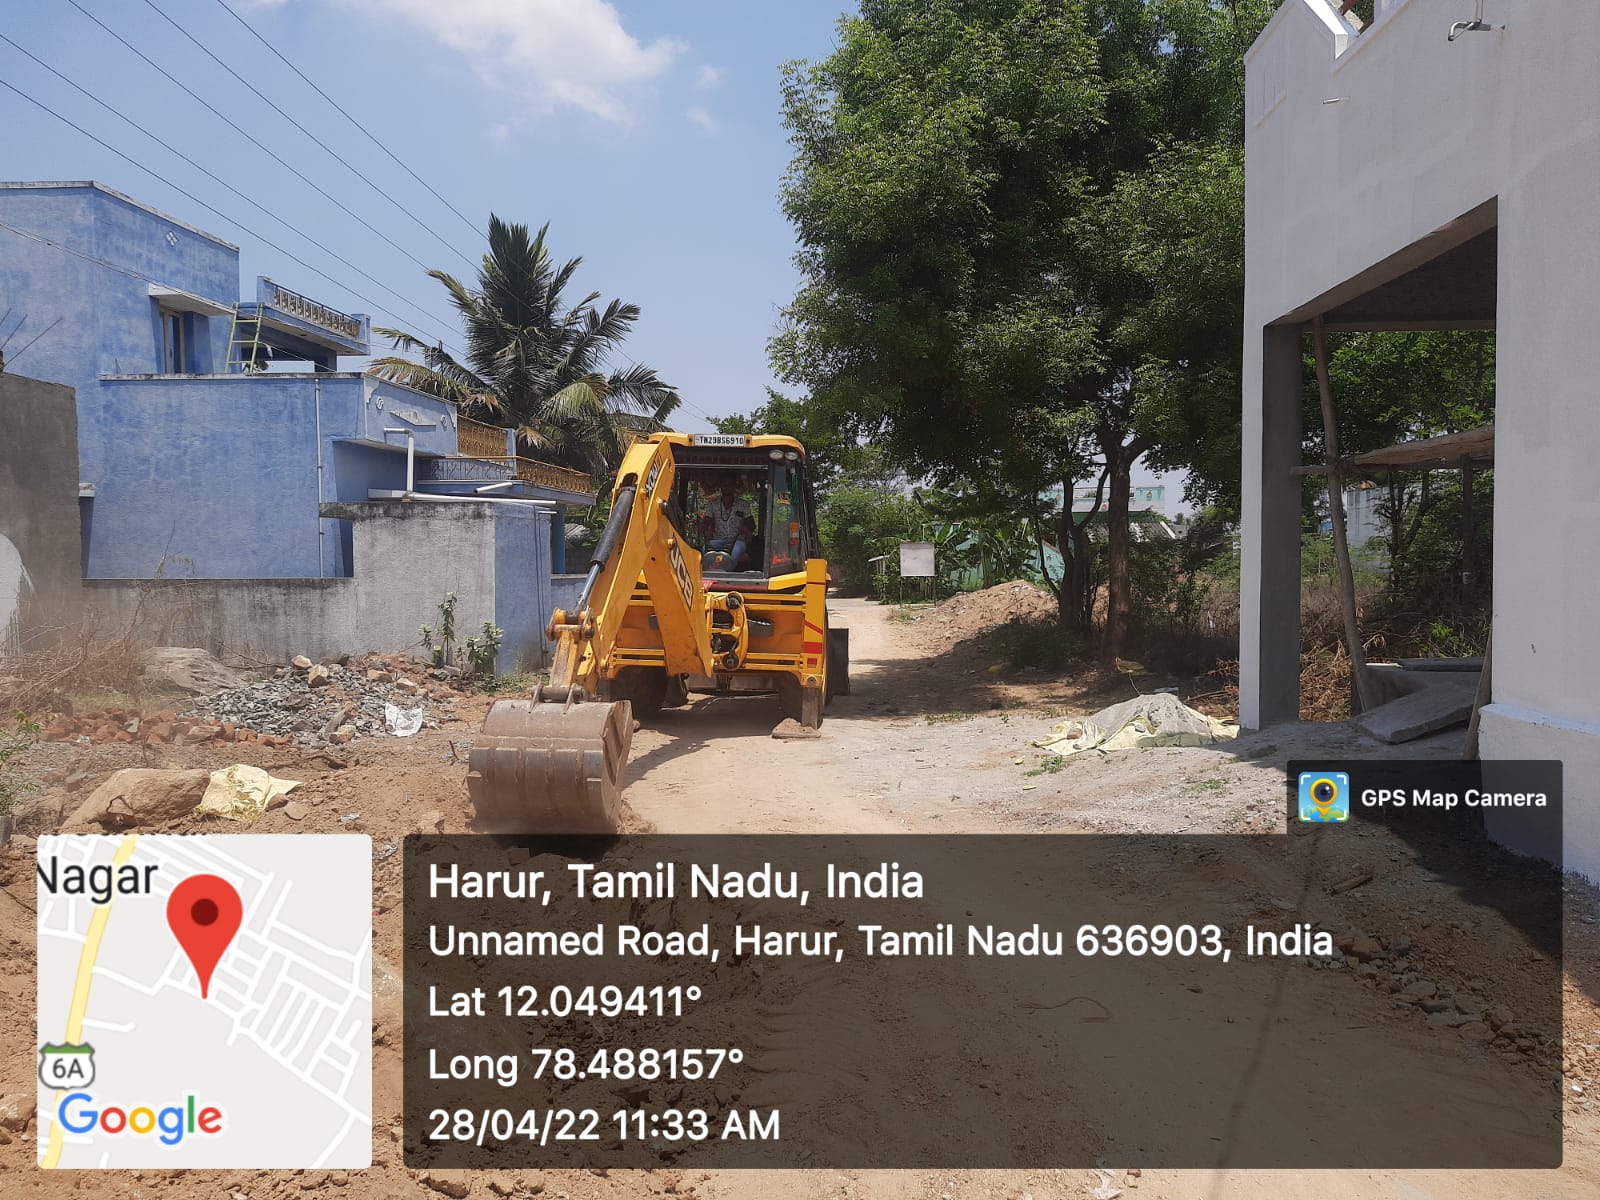 TN29BS6910
JCB
GPS Map Camera
Nagar
6A
Google
Harur, Tamil Nadu, India
Unnamed Road, Harur, Tamil Nadu 636903, India
Lat 12.049411°
Long 78.488157°
28/04/22 11:33 AM